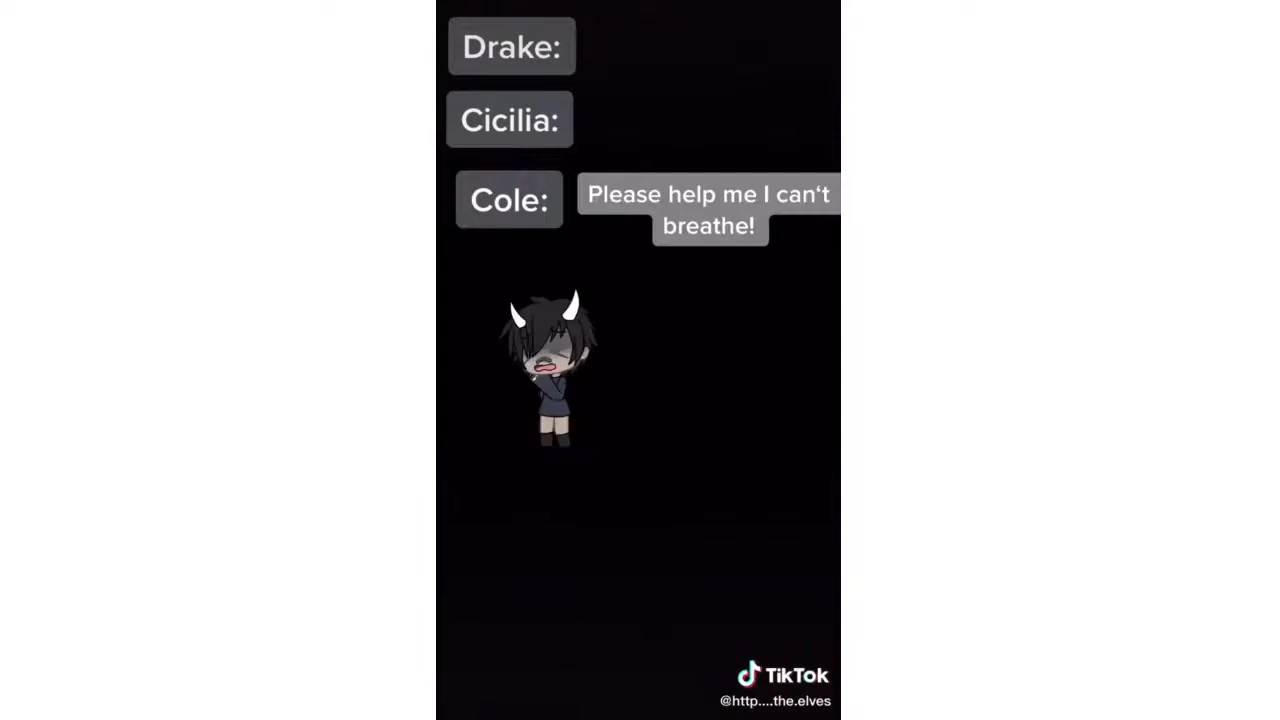 Drake:
Cicilia:
Cole:
Please help me I can‘t
breathe!
TikTok
@http....the.elves